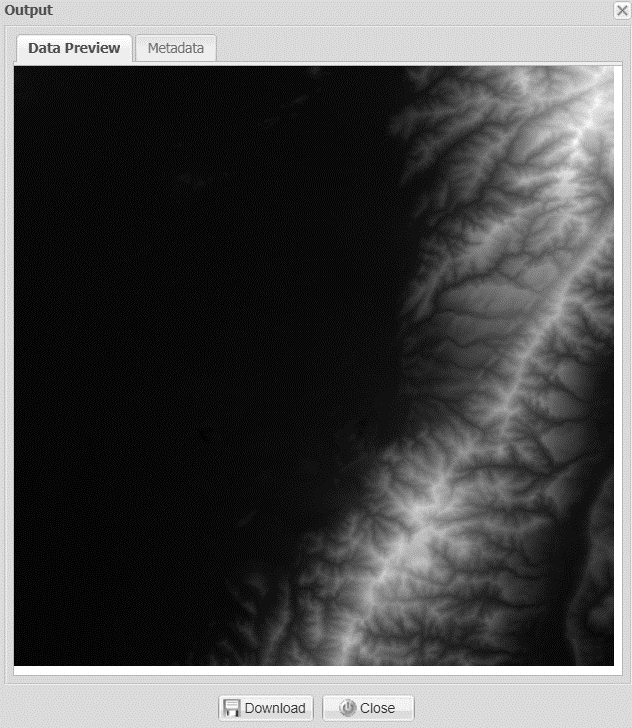 Output
Data Preview
Metadata
Download
Close